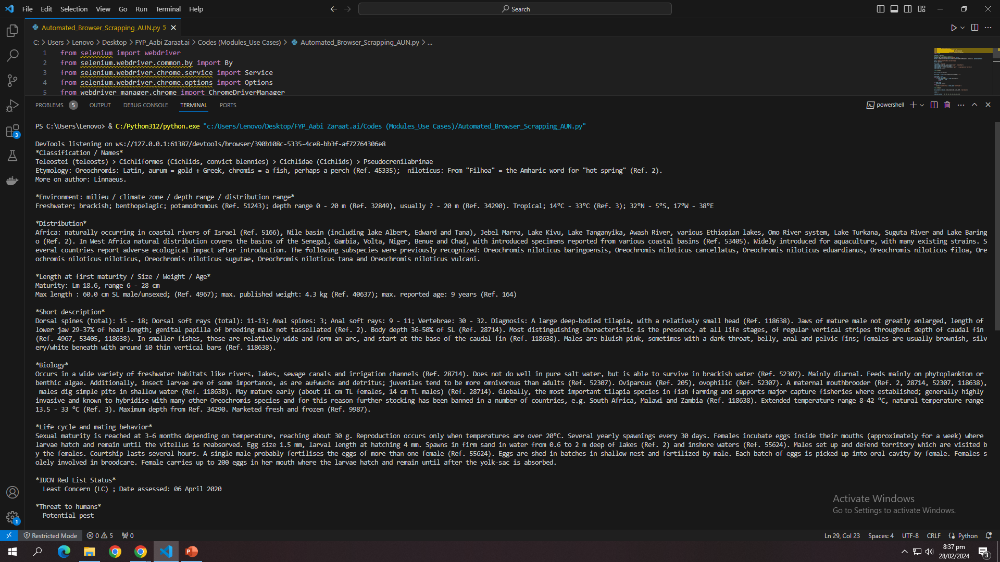 File Edit Selection View Go Run Terminal Help
Search
Automated_Browser_Scrapping_AUN.py 5
C: > Users > Lenovo > Desktop > FYP_Aabi Zaraat.ai > Codes (Modules_Use Cases) > Automated_Browser_Scrapping_AUN.py > ...
1 from selenium import webdriver
2 from selenium.webdriver.common.by import By
3 from selenium.webdriver.chrome.service import Service
4 from selenium.webdriver.chrome.options import Options
5 from webdriver_manager.chrome import ChromeDriverManager
PROBLEMS 5 OUTPUT DEBUG CONSOLE TERMINAL PORTS
powershell
PS C:\Users\Lenovo> & C:/Python312/python.exe "c:/Users/Lenovo/Desktop/FYP_Aabi Zaraat.ai/Codes (Modules_Use Cases)/Automated_Browser_Scrapping_AUN.py"
DevTools listening on ws://127.0.0.1:61387/devtools/browser/390b108c-5335-4ce8-bb3f-af72764306e8
*Classification / Names*
Teleostei (teleosts) > Cichliformes (Cichlids, convict blennies) > Cichlidae (Cichlids) > Pseudocrenilabrinae
Etymology: Oreochromis: Latin, aurum = gold + Greek, chromis = a fish, perhaps a perch (Ref. 45335);  niloticus: From "Filhoa" = the Amharic word for "hot spring" (Ref. 2).
More on author: Linnaeus.
*Environment: milieu / climate zone / depth range / distribution range*
Freshwater; brackish; benthopelagic; potamodromous (Ref. 51243); depth range 0 - 20 m (Ref. 32849), usually ? - 20 m (Ref. 34290). Tropical; 14°C - 33°C (Ref. 3); 32°N - 5°S, 17°W - 38°E
*Distribution*
Africa: naturally occurring in coastal rivers of Israel (Ref. 5166), Nile basin (including lake Albert, Edward and Tana), Jebel Marra, Lake Kivu, Lake Tanganyika, Awash River, various Ethiopian lakes, Omo River system, Lake Turkana, Suguta River and Lake Baring
o (Ref. 2). In West Africa natural distribution covers the basins of the Senegal, Gambia, Volta, Niger, Benue and Chad, with introduced specimens reported from various coastal basins (Ref. 53405). Widely introduced for aquaculture, with many existing strains. S
everal countries report adverse ecological impact after introduction. The following subspecies were previously recognized: Oreochromis niloticus baringoensis, Oreochromis niloticus cancellatus, Oreochromis niloticus eduardianus, Oreochromis niloticus filoa, Ore
ochromis niloticus niloticus, Oreochromis niloticus sugutae, Oreochromis niloticus tana and Oreochromis niloticus vulcani.
*Length at first maturity / Size / Weight / Age*
Maturity: Lm 18.6, range 6 - 28 cm
Max length : 60.0 cm SL male/unsexed; (Ref. 4967); max. published weight: 4.3 kg (Ref. 40637); max. reported age: 9 years (Ref. 164)
*Short description*
Dorsal spines (total): 15 - 18; Dorsal soft rays (total): 11-13; Anal spines: 3; Anal soft rays: 9 - 11; Vertebrae: 30 - 32. Diagnosis: A large deep-bodied tilapia, with a relatively small head (Ref. 118638). Jaws of mature male not greatly enlarged, length of
lower jaw 29-37% of head length; genital papilla of breeding male not tassellated (Ref. 2). Body depth 36-50% of SL (Ref. 28714). Most distinguishing characteristic is the presence, at all life stages, of regular vertical stripes throughout depth of caudal fin
(Ref. 4967, 53405, 118638). In smaller fishes, these are relatively wide and form an arc, and start at the base of the caudal fin (Ref. 118638). Males are bluish pink, sometimes with a dark throat, belly, anal and pelvic fins; females are usually brownish, silv
ery/white beneath with around 10 thin vertical bars (Ref. 118638).
*Biology*
Occurs in a wide variety of freshwater habitats like rivers, lakes, sewage canals and irrigation channels (Ref. 28714). Does not do well in pure salt water, but is able to survive in brackish water (Ref. 52307). Mainly diurnal. Feeds mainly on phytoplankton or
benthic algae. Additionally, insect larvae are of some importance, as are aufwuchs and detritus; juveniles tend to be more omnivorous than adults (Ref. 52307). Oviparous (Ref. 205), ovophilic (Ref. 52307). A maternal mouthbrooder (Ref. 2, 28714, 52307, 118638),
males dig simple pits in shallow water (Ref. 118638). May mature early (about 11 cm TL females, 14 cm TL males) (Ref. 28714). Globally, the most important tilapia species in fish farming and supports major capture fisheries where established; generally highly
invasive and known to hybridise with many other Oreochromis species and for this reason further stocking has been banned in a number of countries, e.g. South Africa, Malawi and Zambia (Ref. 118638). Extended temperature range 8-42 °C, natural temperature range
13.5 - 33 °C (Ref. 3). Maximum depth from Ref. 34290. Marketed fresh and frozen (Ref. 9987).
*Life cycle and mating behavior*
Sexual maturity is reached at 3-6 months depending on temperature, reaching about 30 g. Reproduction occurs only when temperatures are over 20°C. Several yearly spawnings every 30 days. Females incubate eggs inside their mouths (approximately for a week) where
larvae hatch and remain until the vitellus is reabsorved. Egg size 1.5 mm, larval length at hatching 4 mm. Spawns in firm sand in water from 0.6 to 2 m deep of lakes (Ref. 2) and inshore waters (Ref. 55624). Males set up and defend territory which are visited b
y the females. Courtship lasts several hours. A single male probably fertilises the eggs of more than one female (Ref. 55624). Eggs are shed in batches in shallow nest and fertilized by male. Each batch of eggs is picked up into oral cavity by female. Females s
olely involved in broodcare. Female carries up to 200 eggs in her mouth where the larvae hatch and remain until after the yolk-sac is absorbed.
*IUCN Red List Status*
Least Concern (LC) ; Date assessed: 06 April 2020
*Threat to humans*
Potential pest
Activate Windows
Go to Settings to activate Windows.
Restricted Mode 0 5 0 Ln 29, Col 23 Spaces: 4 UTF-8 CRLF Python
8:37 pm
28/02/2024
3
3
1